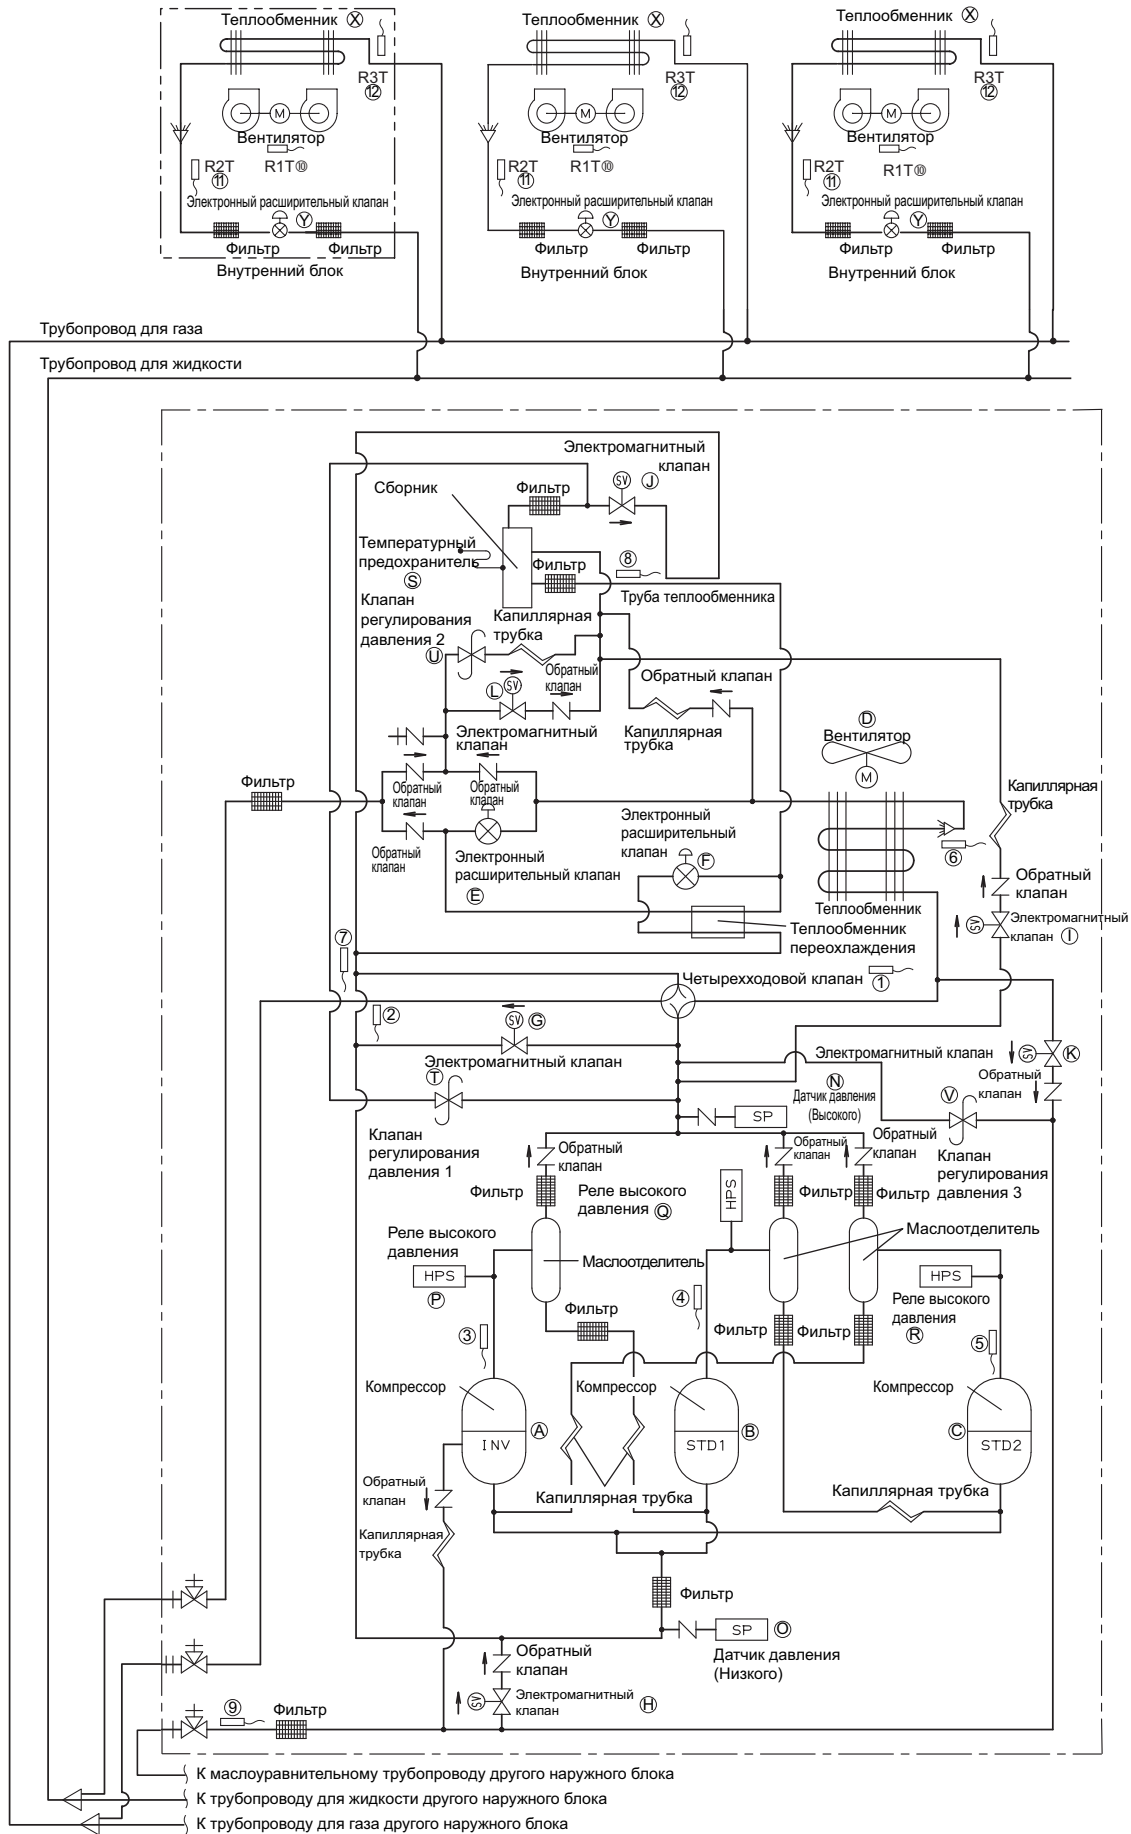 Теплообменник Ⓧ
R3T
⑫
М
Вентилятор
R2T
⑪
R1T⑩
Электронный расширительный клапан
Ⓨ
Фильтр
Фильтр
Внутренний блок
Теплообменник Ⓧ
R3T
⑫
М
Вентилятор
R2T
⑪
R1T⑩
Электронный расширительный клапан
Ⓨ
Фильтр
Фильтр
Внутренний блок
Теплообменник Ⓧ
R3T
⑫
М
Вентилятор
R2T
⑪
R1T⑩
Электронный расширительный клапан
Ⓨ
Фильтр
Фильтр
Внутренний блок
Трубопровод для газа
Трубопровод для жидкости
Электромагнитный
клапан
SV Ⓙ
Сборник
Фильтр
Температурный
предохранитель
Ⓢ
Фильтр
⑧
Труба теплообменника
Клапан
регулирования
давления 2
Ⓤ
Капиллярная
трубка
Обратный
клапан
Ⓛ SV
Электромагнитный
клапан
Обратный клапан
Капиллярная
трубка
Ⓓ
Вентилятор
М
Фильтр
Обратный
клапан
Обратный
клапан
Обратный
клапан
Электронный
расширительный клапан
Ⓔ
Электронный
расширительный
клапан
Ⓕ
Капиллярная
трубка
⑥
Обратный
клапан
Теплообменник
Электромагнитный
клапан Ⓘ
SV
Теплообменник
переохлаждения
⑦
Четырехходовой клапан
①
②
SV Ⓖ
Электромагнитный клапан
Электромагнитный клапан
SV Ⓚ
Обратный
клапан
Ⓣ
Клапан
регулирования
давления 1
Ⓝ
Датчик давления
(Высокого)
SP
Ⓥ
Клапан
регулирования
давления 3
Обратный
клапан
Обратный
клапан
Обратный
клапан
Фильтр
Реле высокого
давления Ⓠ
HPS
Фильтр
Фильтр
Реле высокого
давления
HPS
Ⓟ
Маслоотделитель
Маслоотделитель
HPS
Реле высокого
давления
Ⓡ
Фильтр
Фильтр
Фильтр
③
④
⑤
Компрессор
INV
Ⓐ
Компрессор
STD1
Ⓑ
Компрессор
STD2
Ⓒ
Обратный
клапан
Капиллярная трубка
Капиллярная трубка
Капиллярная
трубка
Фильтр
SP Ⓞ
Датчик давления
(Низкого)
Обратный
клапан
SV
Электромагнитный
клапан
Ⓗ
⑨
Фильтр
К маслоуравнительному трубопроводу другого наружного блока
К трубопроводу для жидкости другого наружного блока
К трубопроводу для газа другого наружного блока